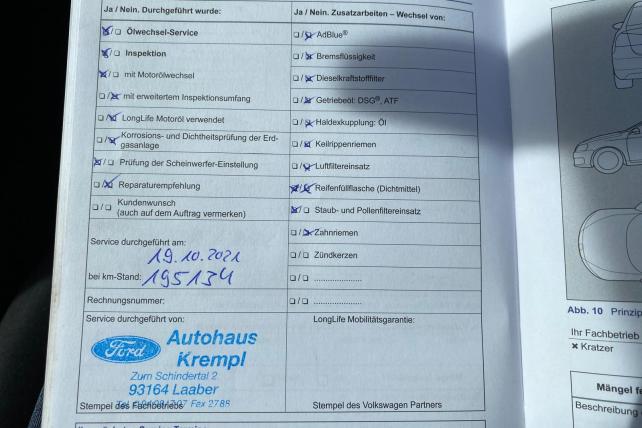 Ja / Nein. Durchgeführt wurde:
Ölwechsel-Service
Inspektion
mit Motorölwechsel
mit erweitertem Inspektionsumfang
LongLife Motoröl verwendet
Korrosions- und Dichtheitsprüfung der Erd-
gasanlage
Prüfung der Scheinwerfer-Einstellung
Reparaturempfehlung
Kundenwunsch
(auch auf dem Auftrag vermerken)
Service durchgeführt am:
19.10.2021
bei km-Stand: 195134
Rechnungsnummer:
Service durchgeführt von:
Ford
Autohaus
Krempl
Zum Schindertal 2
93164 Laaber
Fax 2788
Stempel des Fachbetriebs
Ja / Nein. Zusatzarbeiten – Wechsel von:
AdBlue®
Bremsflüssigkeit
Dieselkraftstofffilter
Getriebeöl: DSG®, ATF
Haldexkupplung: Öl
Keilrippenriemen
Luftfiltereinsatz
Reifenfüllflasche (Dichtmittel)
Staub- und Pollenfiltereinsatz
Zahnriemen
Zündkerzen
LongLife Mobilitätsgarantie:
Stempel des Volkswagen Partners
Abb. 10 Prinzip
Ihr Fachbetrieb
× Kratzer
Mängel
Beschreibung